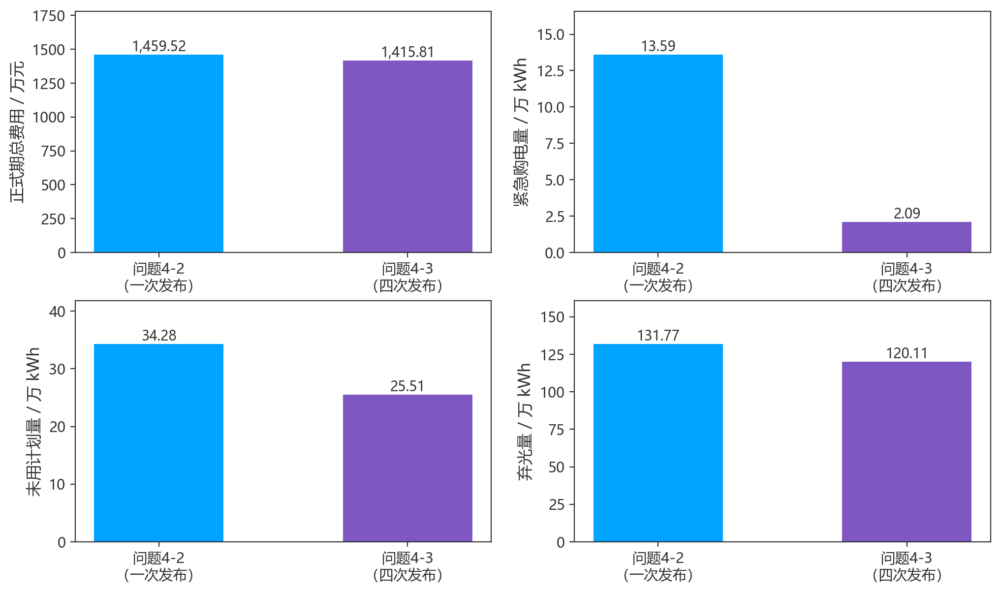 正式期总费用 / 万元
1750
1500
1250
1000
750
500
250
0
1,459.52
1,415.81
问题4-2
（一次发布）
问题4-3
（四次发布）
紧急购电量 / 万 kWh
15.0
12.5
10.0
7.5
5.0
2.5
0.0
13.59
2.09
问题4-2
（一次发布）
问题4-3
（四次发布）
未用计划量 / 万 kWh
40
30
20
10
0
34.28
25.51
问题4-2
（一次发布）
问题4-3
（四次发布）
弃光量 / 万 kWh
150
125
100
75
50
25
0
131.77
120.11
问题4-2
（一次发布）
问题4-3
（四次发布）